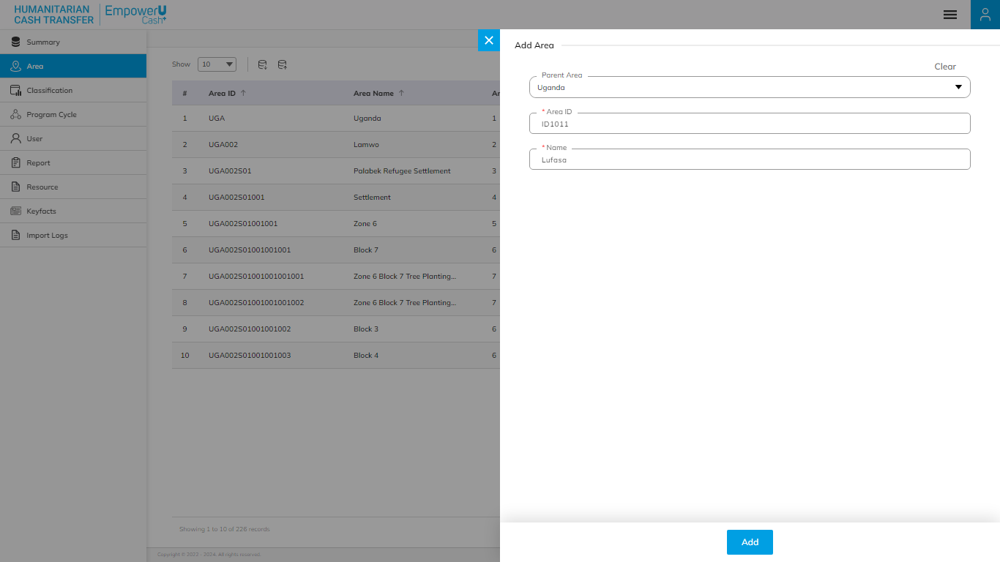 HUMANITARIAN
CASH TRANSFER
EmpowerU
Cash+
Summary
Area
Classification
Program Cycle
User
Report
Resource
Keyfacts
Import Logs
Show 10
# Area ID Area Name Ar
1 UGA Uganda 1
2 UGA002 Lamwo 2
3 UGA002S01 Palabek Refugee Settlement 3
4 UGA002S01001 Settlement 4
5 UGA002S01001001 Zone 6 5
6 UGA002S01001001001 Block 7 6
7 UGA002S01001001001001 Zone 6 Block 7 Tree Planting... 7
8 UGA002S01001001001002 Zone 6 Block 7 Tree Planting... 7
9 UGA002S01001001002 Block 3 6
10 UGA002S01001001003 Block 4 6
Showing 1 to 10 of 226 records
Copyright © 2022 - 2024. All rights reserved.
Add Area
Clear
Parent Area
Uganda
* Area ID
ID1011
* Name
Lufasa
Add